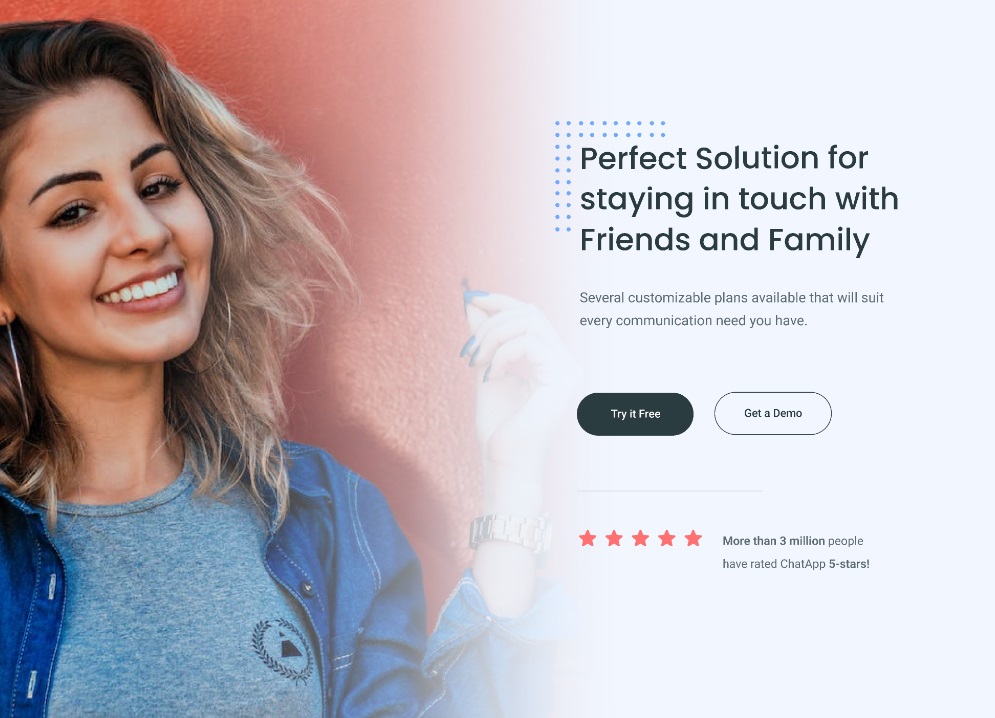 Perfect Solution for
staying in touch with
Friends and Family
Several customizable plans available that will suit
every communication need you have.
Try it Free
Get a Demo
More than 3 million people
have rated ChatApp 5-stars!